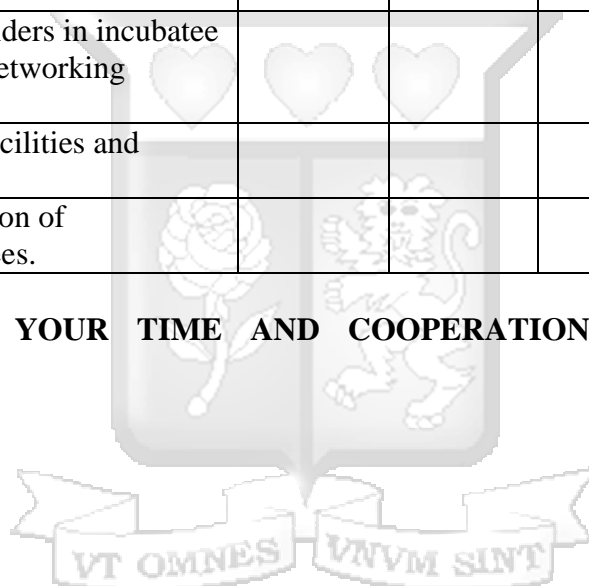 ders in incubatee
etworking
cilities and
on of
es.
YOUR TIME AND COOPERATION
VT OMNES VNVM SINT